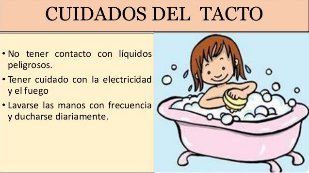 CUIDADOS DEL TACTO
• No tener contacto con líquidos
peligrosos.
• Tener cuidado con la electricidad
y el fuego
• Lavarse las manos con frecuencia
y ducharse diariamente.